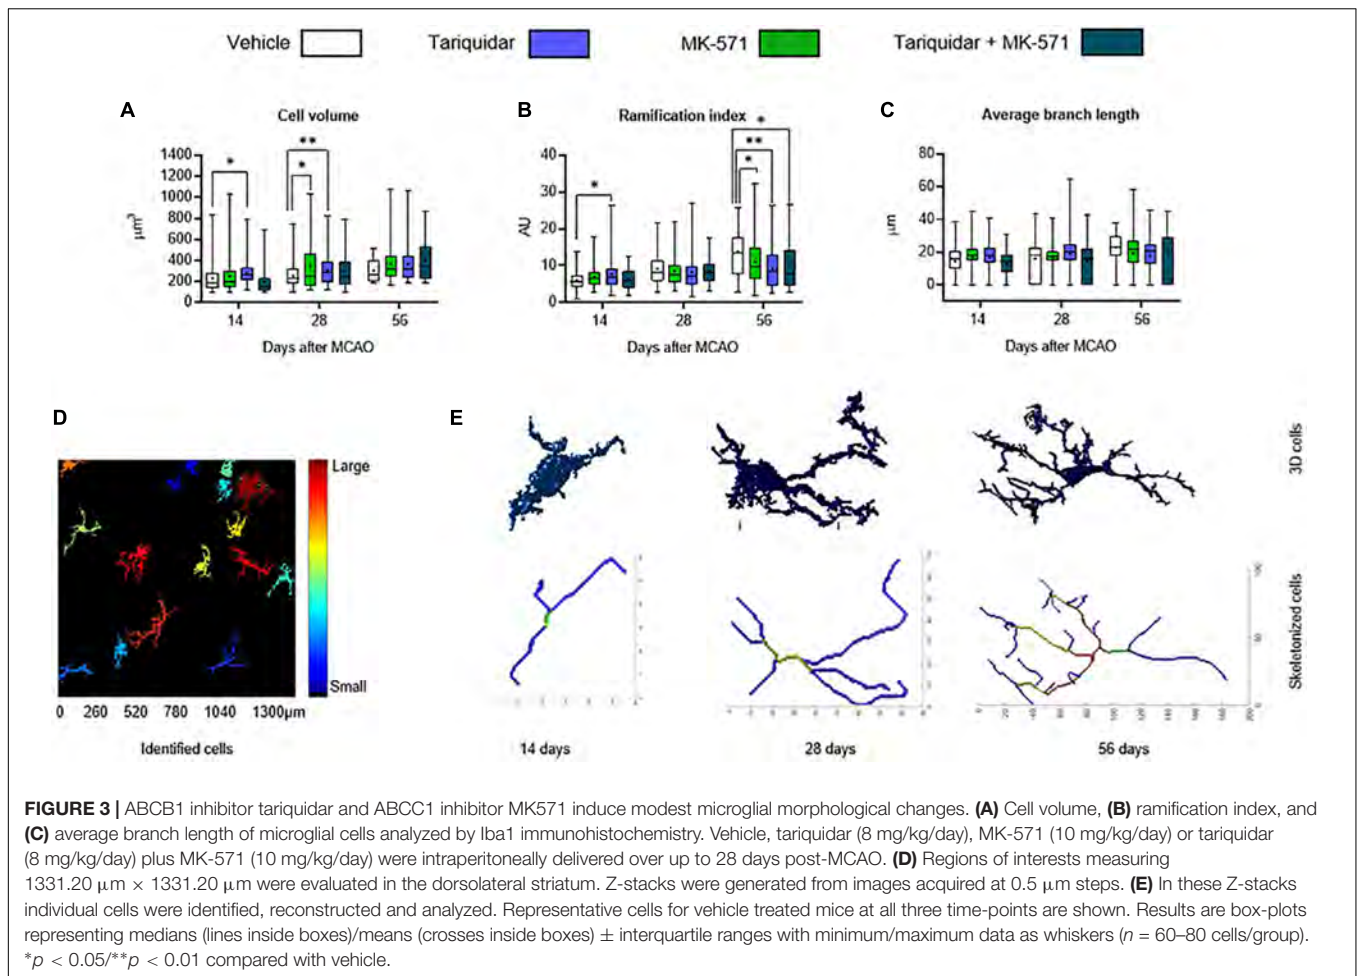 Vehicle Tariquidar MK-571 Tariquidar + MK-571
A Cell volume
1400
1200
1000
800
600
400
200
0
μm³
* ** *
14 28 56
Days after MCAO
B Ramification index
40
30
20
10
0
AU
* * ** *
14 28 56
Days after MCAO
C Average branch length
80
60
40
20
0
μm
14 28 56
Days after MCAO
D
Large
Small
0 260 520 780 1040 1300μm
Identified cells
E
3D cells
Skeletonized cells
14 days 28 days 56 days
FIGURE 3 | ABCB1 inhibitor tariquidar and ABCC1 inhibitor MK571 induce modest microglial morphological changes. (A) Cell volume, (B) ramification index, and
(C) average branch length of microglial cells analyzed by Iba1 immunohistochemistry. Vehicle, tariquidar (8 mg/kg/day), MK-571 (10 mg/kg/day) or tariquidar
(8 mg/kg/day) plus MK-571 (10 mg/kg/day) were intraperitoneally delivered over up to 28 days post-MCAO. (D) Regions of interests measuring
1331.20 μm × 1331.20 μm were evaluated in the dorsolateral striatum. Z-stacks were generated from images acquired at 0.5 μm steps. (E) In these Z-stacks
individual cells were identified, reconstructed and analyzed. Representative cells for vehicle treated mice at all three time-points are shown. Results are box-plots
representing medians (lines inside boxes)/means (crosses inside boxes) ± interquartile ranges with minimum/maximum data as whiskers (n = 60–80 cells/group).
*p < 0.05/**p < 0.01 compared with vehicle.